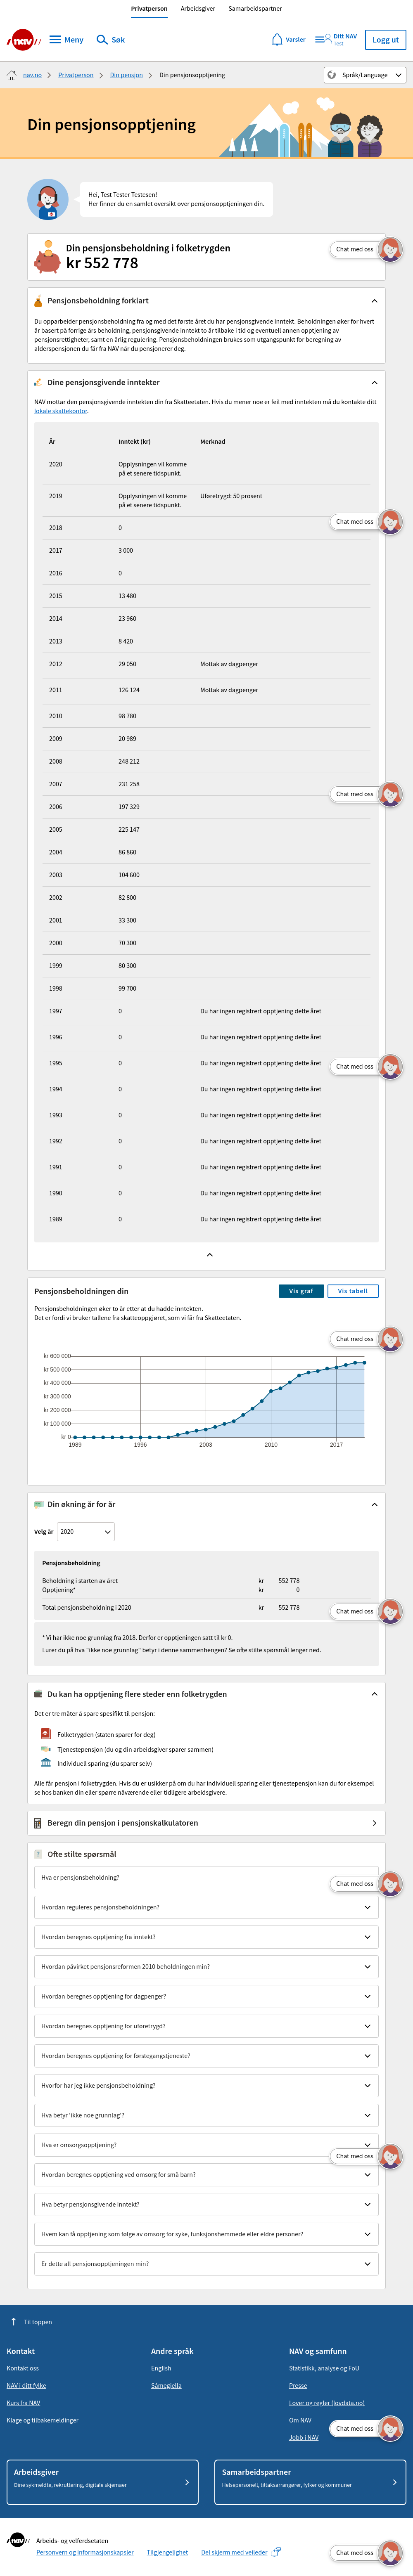 Privatperson Arbeidsgiver Samarbeidspartner
nav Meny Søk Varsler Ditt NAV Logg ut
Test
nav.no Privatperson Din pensjon Din pensjonsopptjening Språk/Language
Din pensjonsopptjening
Hei, Test Tester Testesen!
Her finner du en samlet oversikt over pensjonsopptjeningen din.
Din pensjonsbeholdning i folketrygden
kr 552 778
Chat med oss
Pensjonsbeholdning forklart
Du opparbeider pensjonsbeholdning fra og med det første året du har pensjonsgivende inntekt. Beholdningen øker for hvert
år basert på forrige års beholdning, pensjonsgivende inntekt to år tilbake i tid og eventuell annen opptjening av
pensjonsrettigheter, samt en årlig regulering. Pensjonsbeholdningen brukes som utgangspunkt for beregning av
alderspensjonen du får fra NAV når du pensjonerer deg.
Dine pensjonsgivende inntekter
NAV mottar den pensjonsgivende inntekten din fra Skatteetaten. Hvis du mener noe er feil med inntekten må du kontakte ditt
lokale skattekontor.
År Inntekt (kr) Merknad
2020 Opplysningen vil komme
på et senere tidspunkt.
2019 Opplysningen vil komme Uføretrygd: 50 prosent
på et senere tidspunkt.
Chat med oss
2018 0
2017 3 000
2016 0
2015 13 480
2014 23 960
2013 8 420
2012 29 050 Mottak av dagpenger
2011 126 124 Mottak av dagpenger
2010 98 780
2009 20 989
2008 248 212
2007 231 258
Chat med oss
2006 197 329
2005 225 147
2004 86 860
2003 104 600
2002 82 800
2001 33 300
2000 70 300
1999 80 300
1998 99 700
1997 0 Du har ingen registrert opptjening dette året
1996 0 Du har ingen registrert opptjening dette året
1995 0 Du har ingen registrert opptjening dette året
Chat med oss
1994 0 Du har ingen registrert opptjening dette året
1993 0 Du har ingen registrert opptjening dette året
1992 0 Du har ingen registrert opptjening dette året
1991 0 Du har ingen registrert opptjening dette året
1990 0 Du har ingen registrert opptjening dette året
1989 0 Du har ingen registrert opptjening dette året
Pensjonsbeholdningen din Vis graf Vis tabell
Pensjonsbeholdningen øker to år etter at du hadde inntekten.
Det er fordi vi bruker tallene fra skatteoppgjøret, som vi får fra Skatteetaten.
Chat med oss
kr 600 000
kr 500 000
kr 400 000
kr 300 000
kr 200 000
kr 100 000
kr 0
1989 1996 2003 2010 2017
Din økning år for år
Velg år 2020
Pensjonsbeholdning
Beholdning i starten av året kr 552 778
Opptjening* kr 0
Total pensjonsbeholdning i 2020 kr 552 778
Chat med oss
* Vi har ikke noe grunnlag fra 2018. Derfor er opptjeningen satt til kr 0.
Lurer du på hva "ikke noe grunnlag" betyr i denne sammenhengen? Se ofte stilte spørsmål lenger ned.
Du kan ha opptjening flere steder enn folketrygden
Det er tre måter å spare spesifikt til pensjon:
Folketrygden (staten sparer for deg)
Tjenestepensjon (du og din arbeidsgiver sparer sammen)
Individuell sparing (du sparer selv)
Alle får pensjon i folketrygden. Hvis du er usikker på om du har individuell sparing eller tjenestepensjon kan du for eksempel
se hos banken din eller spørre nåværende eller tidligere arbeidsgivere.
Beregn din pensjon i pensjonskalkulatoren
Ofte stilte spørsmål
Hva er pensjonsbeholdning?
Chat med oss
Hvordan reguleres pensjonsbeholdningen?
Hvordan beregnes opptjening fra inntekt?
Hvordan påvirket pensjonsreformen 2010 beholdningen min?
Hvordan beregnes opptjening for dagpenger?
Hvordan beregnes opptjening for uføretrygd?
Hvordan beregnes opptjening for førstegangstjeneste?
Hvorfor har jeg ikke pensjonsbeholdning?
Hva betyr 'ikke noe grunnlag'?
Hva er omsorgsopptjening?
Chat med oss
Hvordan beregnes opptjening ved omsorg for små barn?
Hva betyr pensjonsgivende inntekt?
Hvem kan få opptjening som følge av omsorg for syke, funksjonshemmede eller eldre personer?
Er dette all pensjonsopptjeningen min?
Til toppen
Kontakt Andre språk NAV og samfunn
Kontakt oss English Statistikk, analyse og FoU
NAV i ditt fylke Sámegiella Presse
Kurs fra NAV Lover og regler (lovdata.no)
Klage og tilbakemeldinger Om NAV
Chat med oss
Jobb i NAV
Arbeidsgiver Samarbeidspartner
Dine sykmeldte, rekruttering, digitale skjemaer Helsepersonell, tiltaksarrangører, fylker og kommuner
nav Arbeids- og velferdsetaten
Personvern og informasjonskapsler Tilgjengelighet Del skjerm med veileder Chat med oss